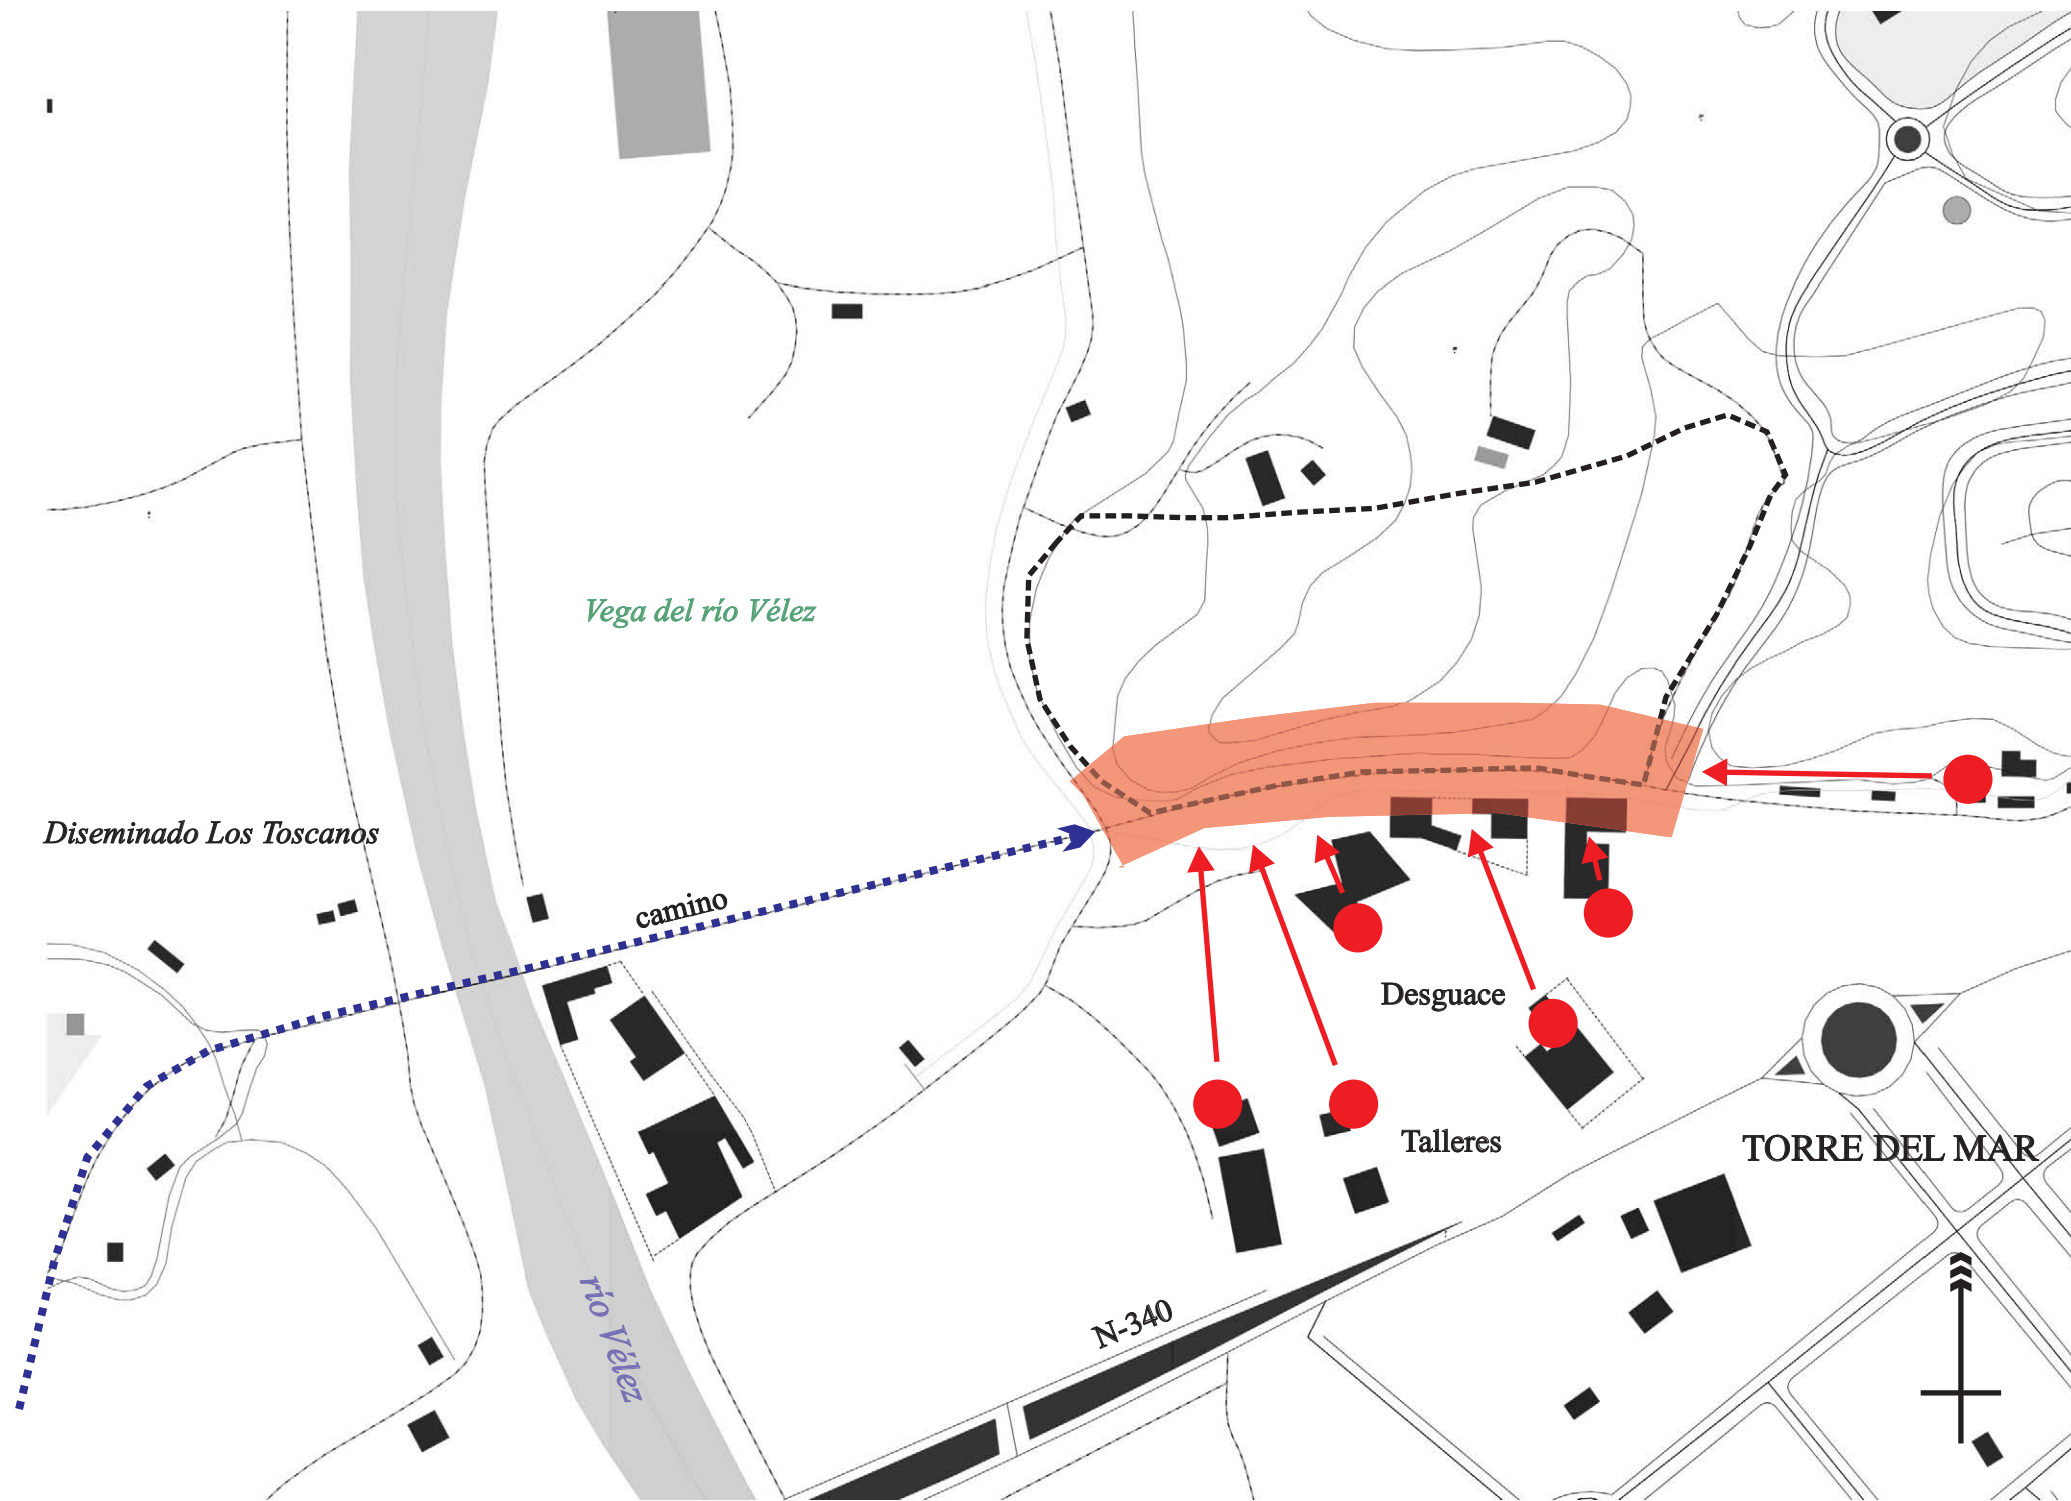 Vega del río Vélez
Diseminado Los Toscanos
camino
Desguace
Talleres
TORRE DEL MAR
río Vélez
N-340